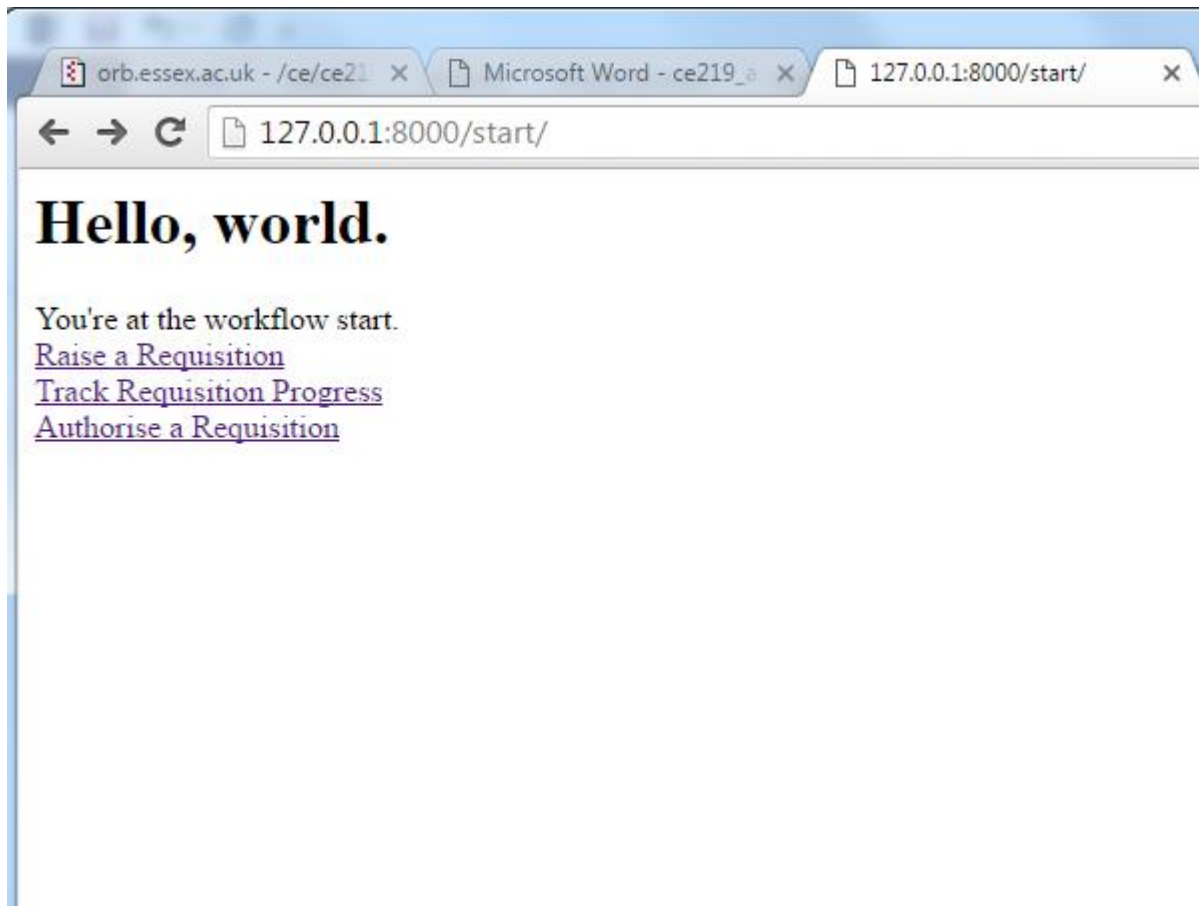 orb.essex.ac.uk - /ce/ce21
Microsoft Word - ce219_a
127.0.0.1:8000/start/
127.0.0.1:8000/start/
Hello, world.
You're at the workflow start.
Raise a Requisition
Track Requisition Progress
Authorise a Requisition